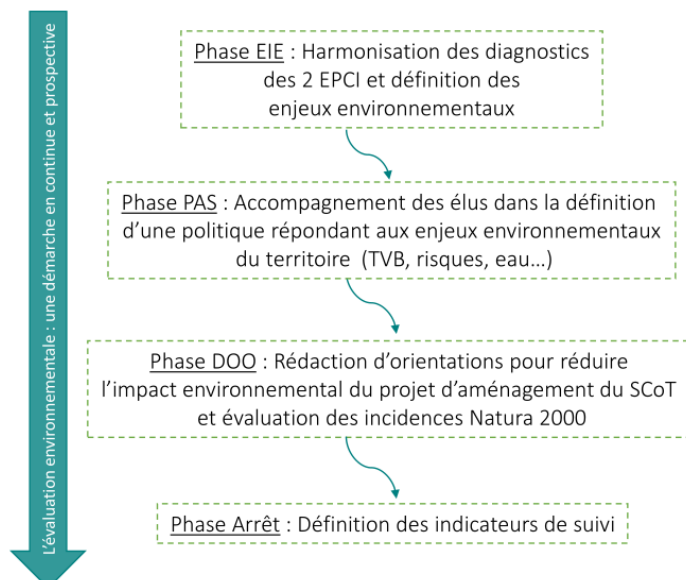 L'évaluation environnementale : une démarche en continue et prospective
Phase EIE : Harmonisation des diagnostics
des 2 EPCI et définition des
enjeux environnementaux
Phase PAS : Accompagnement des élus dans la définition
d'une politique répondant aux enjeux environnementaux
du territoire (TVB, risques, eau...)
Phase DOO : Rédaction d'orientations pour réduire
l'impact environnemental du projet d'aménagement du SCoT
et évaluation des incidences Natura 2000
Phase Arrêt : Définition des indicateurs de suivi